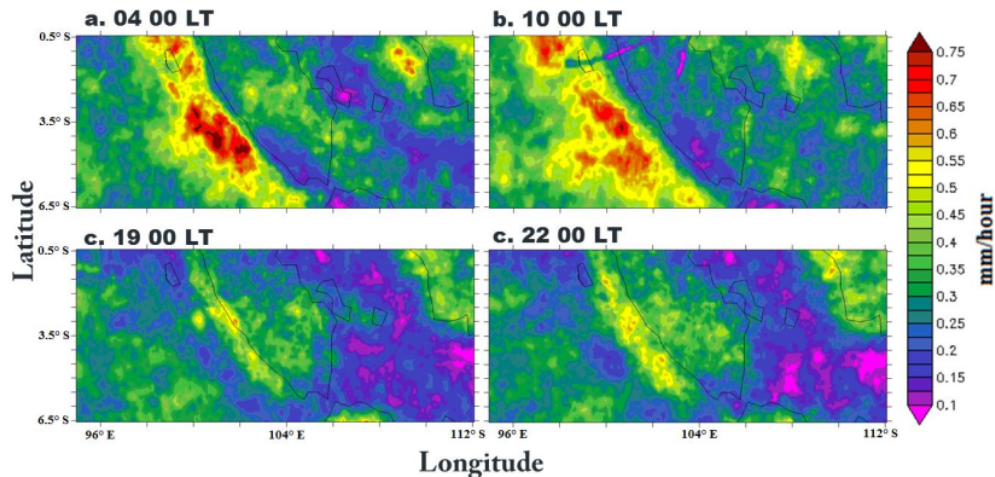 a. 04 00 LT
b. 10 00 LT
0.5° S
3.5° S
6.5° S
c. 19 00 LT
c. 22 00 LT
0.5° S
3.5° S
6.5° S
96° E
104° E
112° S
96° E
104° E
112° S
Latitude
Longitude
0.75
0.7
0.65
0.6
0.55
0.5
0.45
0.4
0.35
0.3
0.25
0.2
0.15
0.1
mm/hour